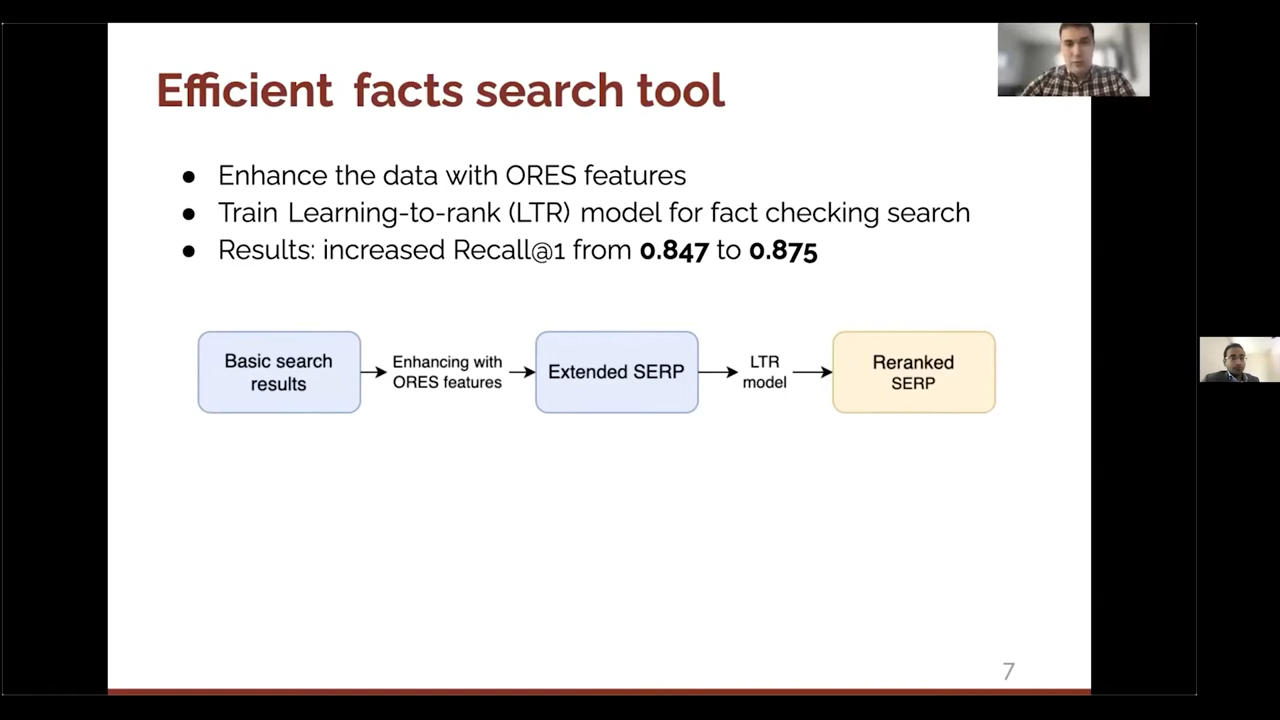 Efficient facts search tool
● Enhance the data with ORES features
● Train Learning-to-rank (LTR) model for fact checking search
● Results: increased Recall@1 from 0.847 to 0.875
Basic search
results
Enhancing with
ORES features
Extended SERP
LTR
model
Reranked
SERP
7